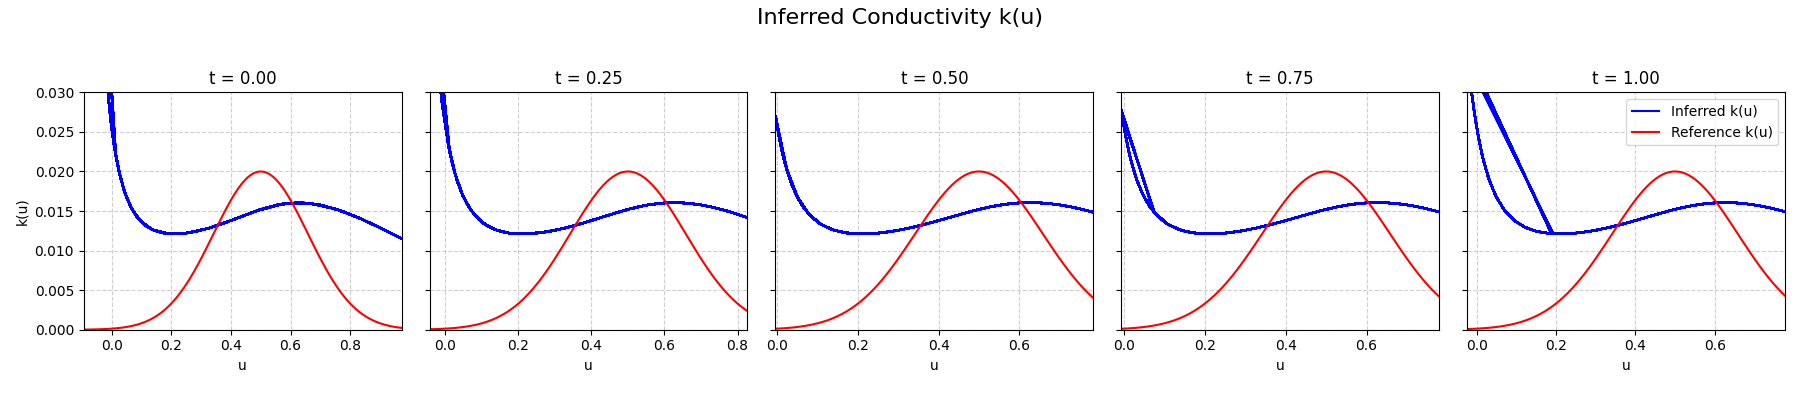 Inferred Conductivity k(u)
t = 0.00
t = 0.25
t = 0.50
t = 0.75
t = 1.00
k(u)
0.030
0.025
0.020
0.015
0.010
0.005
0.000
Inferred k(u)
Reference k(u)
0.0 0.2 0.4 0.6 0.8
0.0 0.2 0.4 0.6 0.8
0.0 0.2 0.4 0.6
0.0 0.2 0.4 0.6
0.0 0.2 0.4 0.6
u
u
u
u
u